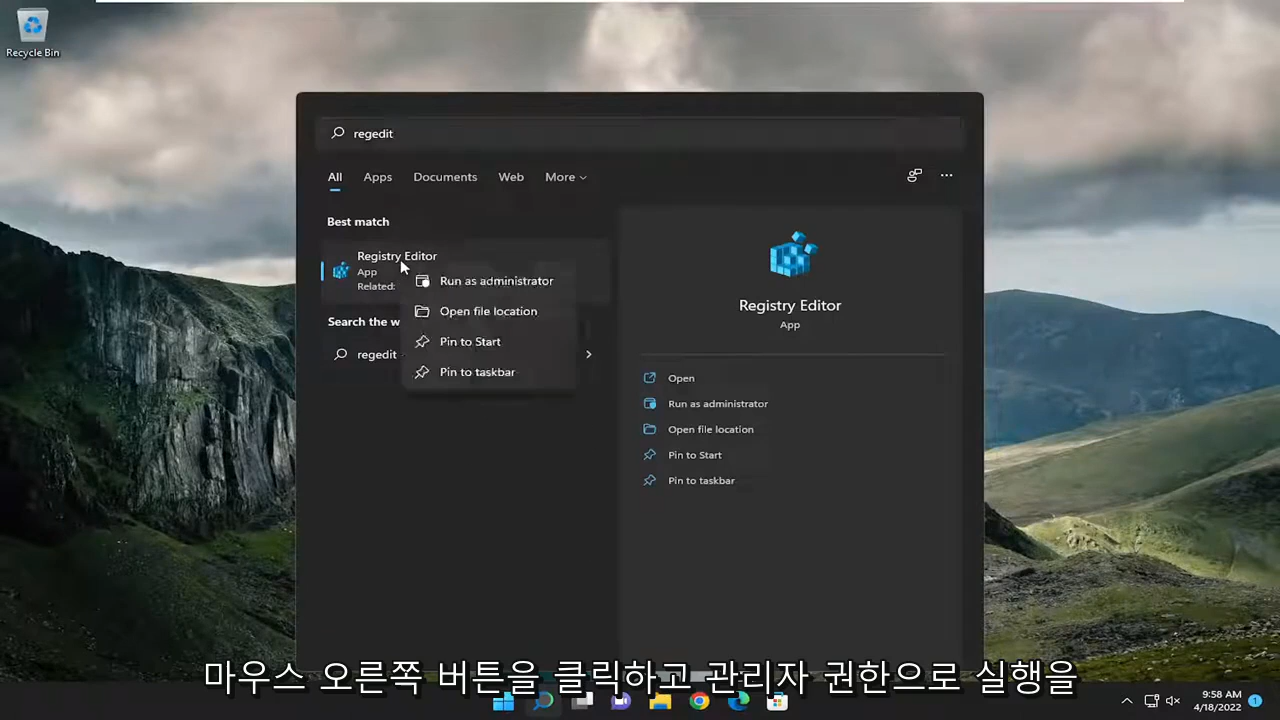 Recycle Bin
regedit
All Apps Documents Web More
Best match
Registry Editor
App
Related:
Run as administrator
Open file location
Pin to Start
Pin to taskbar
Search the w
regedit
Registry Editor
App
Open
Run as administrator
Open file location
Pin to Start
Pin to taskbar
마우스 오른쪽 버튼을 클릭하고 관리자 권한으로 실행을
9:58 AM
4/18/2022
1